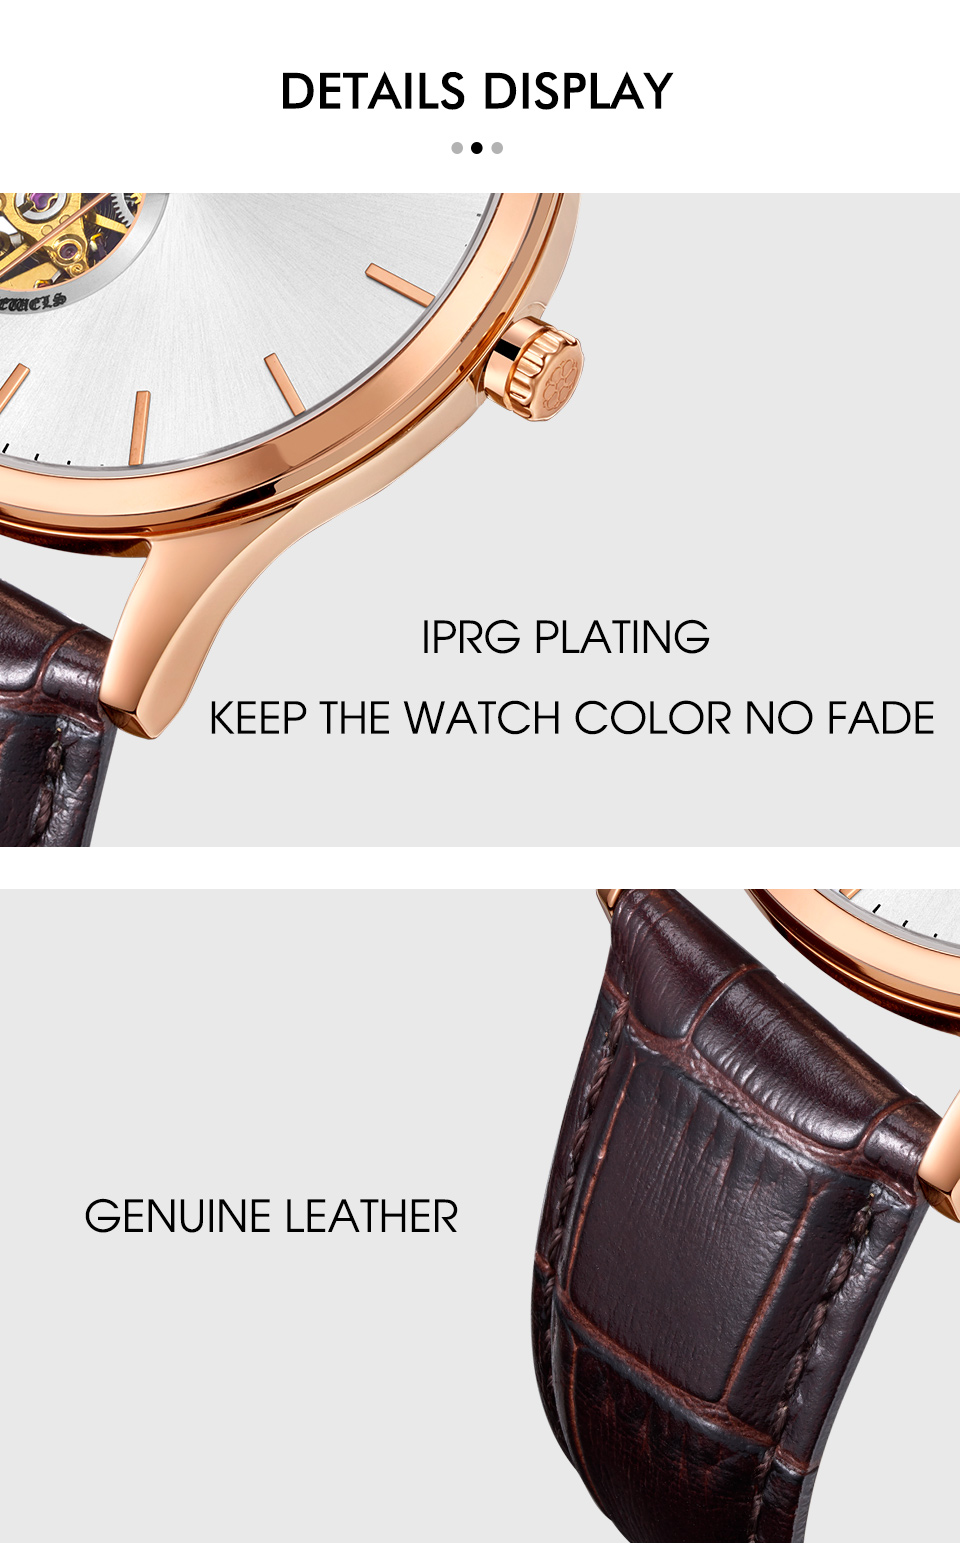 DETAILS DISPLAY
IPRG PLATING
KEEP THE WATCH COLOR NO FADE
GENUINE LEATHER